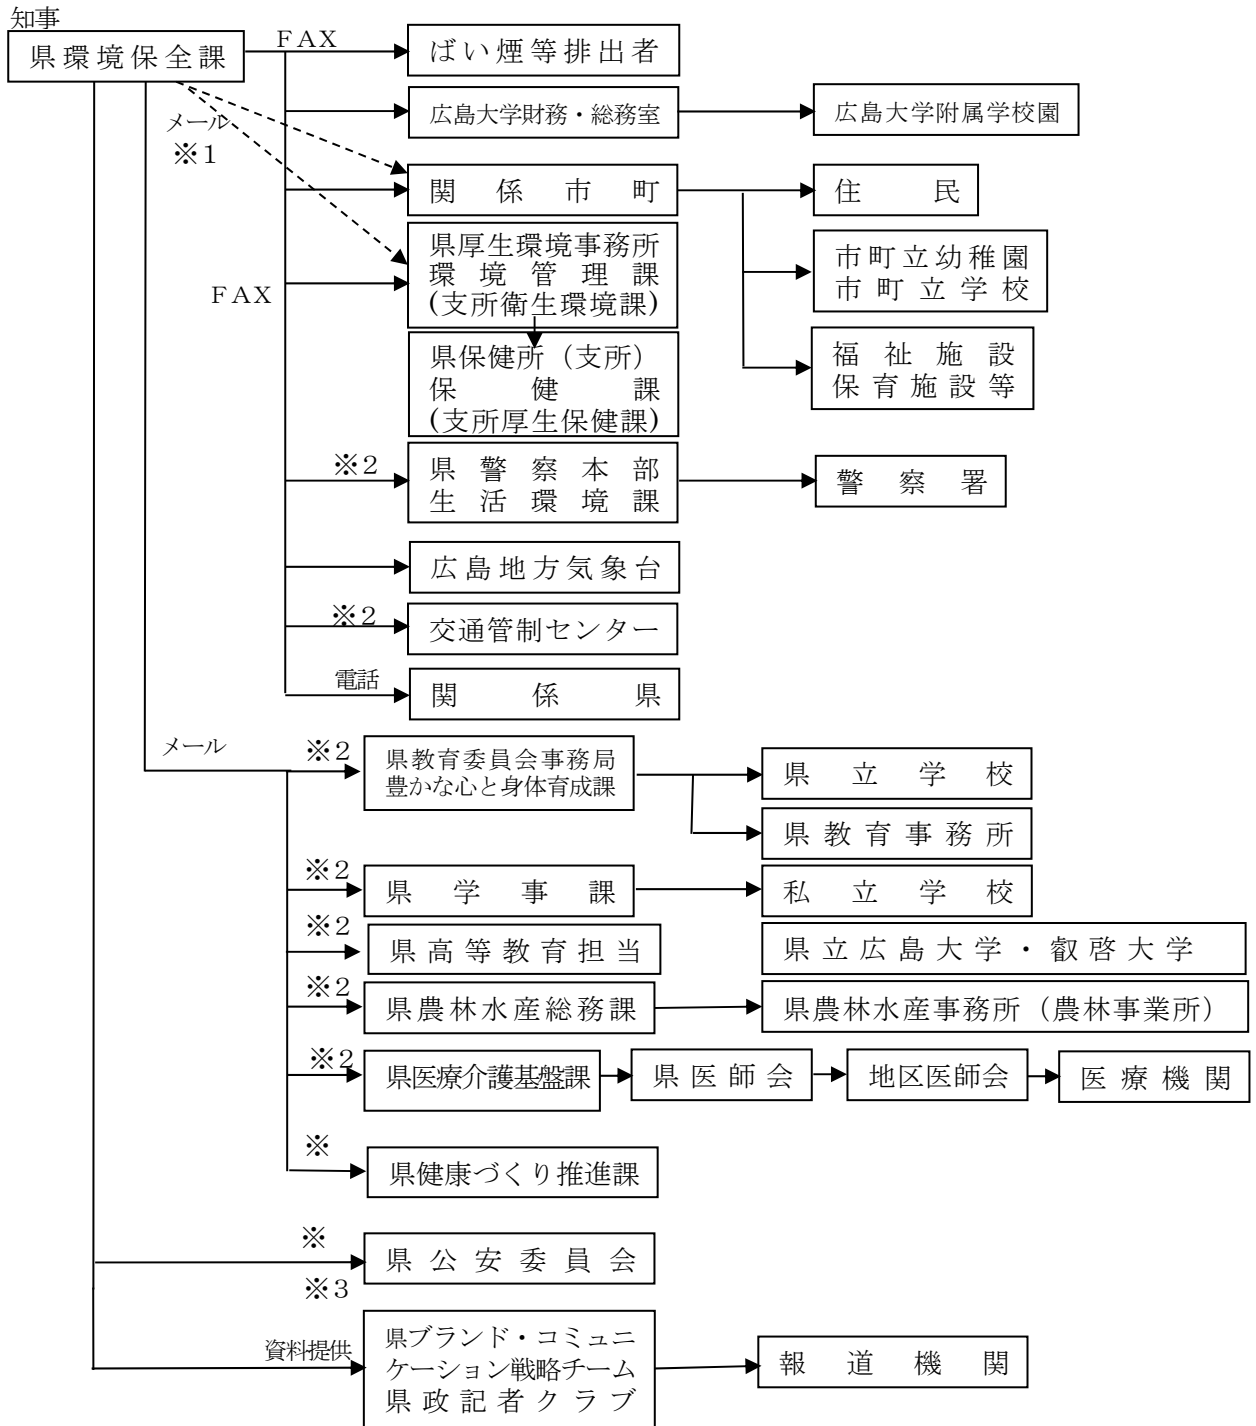 知事
県環境保全課
FAX
ばい煙等排出者
広島大学財務・総務室
広島大学附属学校園
メール
※1
関係市町
住民
県厚生環境事務所
環境管理課
(支所衛生環境課)
市町立幼稚園
市町立学校
FAX
県保健所(支所)
保健課
(支所厚生保健課)
福祉施設
保育施設等
※2
県警察本部
生活環境課
警察署
広島地方気象台
※2
交通管制センター
電話
関係県
メール
※2
県教育委員会事務局
豊かな心と身体育成課
県立学校
県教育事務所
※2
県学事課
私立学校
※2
県高等教育担当
県立広島大学・叡啓大学
※2
県農林水産総務課
県農林水産事務所(農林事業所)
※2
県医療介護基盤課
県医師会
地区医師会
医療機関
※
県健康づくり推進課
※
県公安委員会
※3
資料提供
県ブランド・コミュニ
ケーション戦略チーム
県政記者クラブ
報道機関